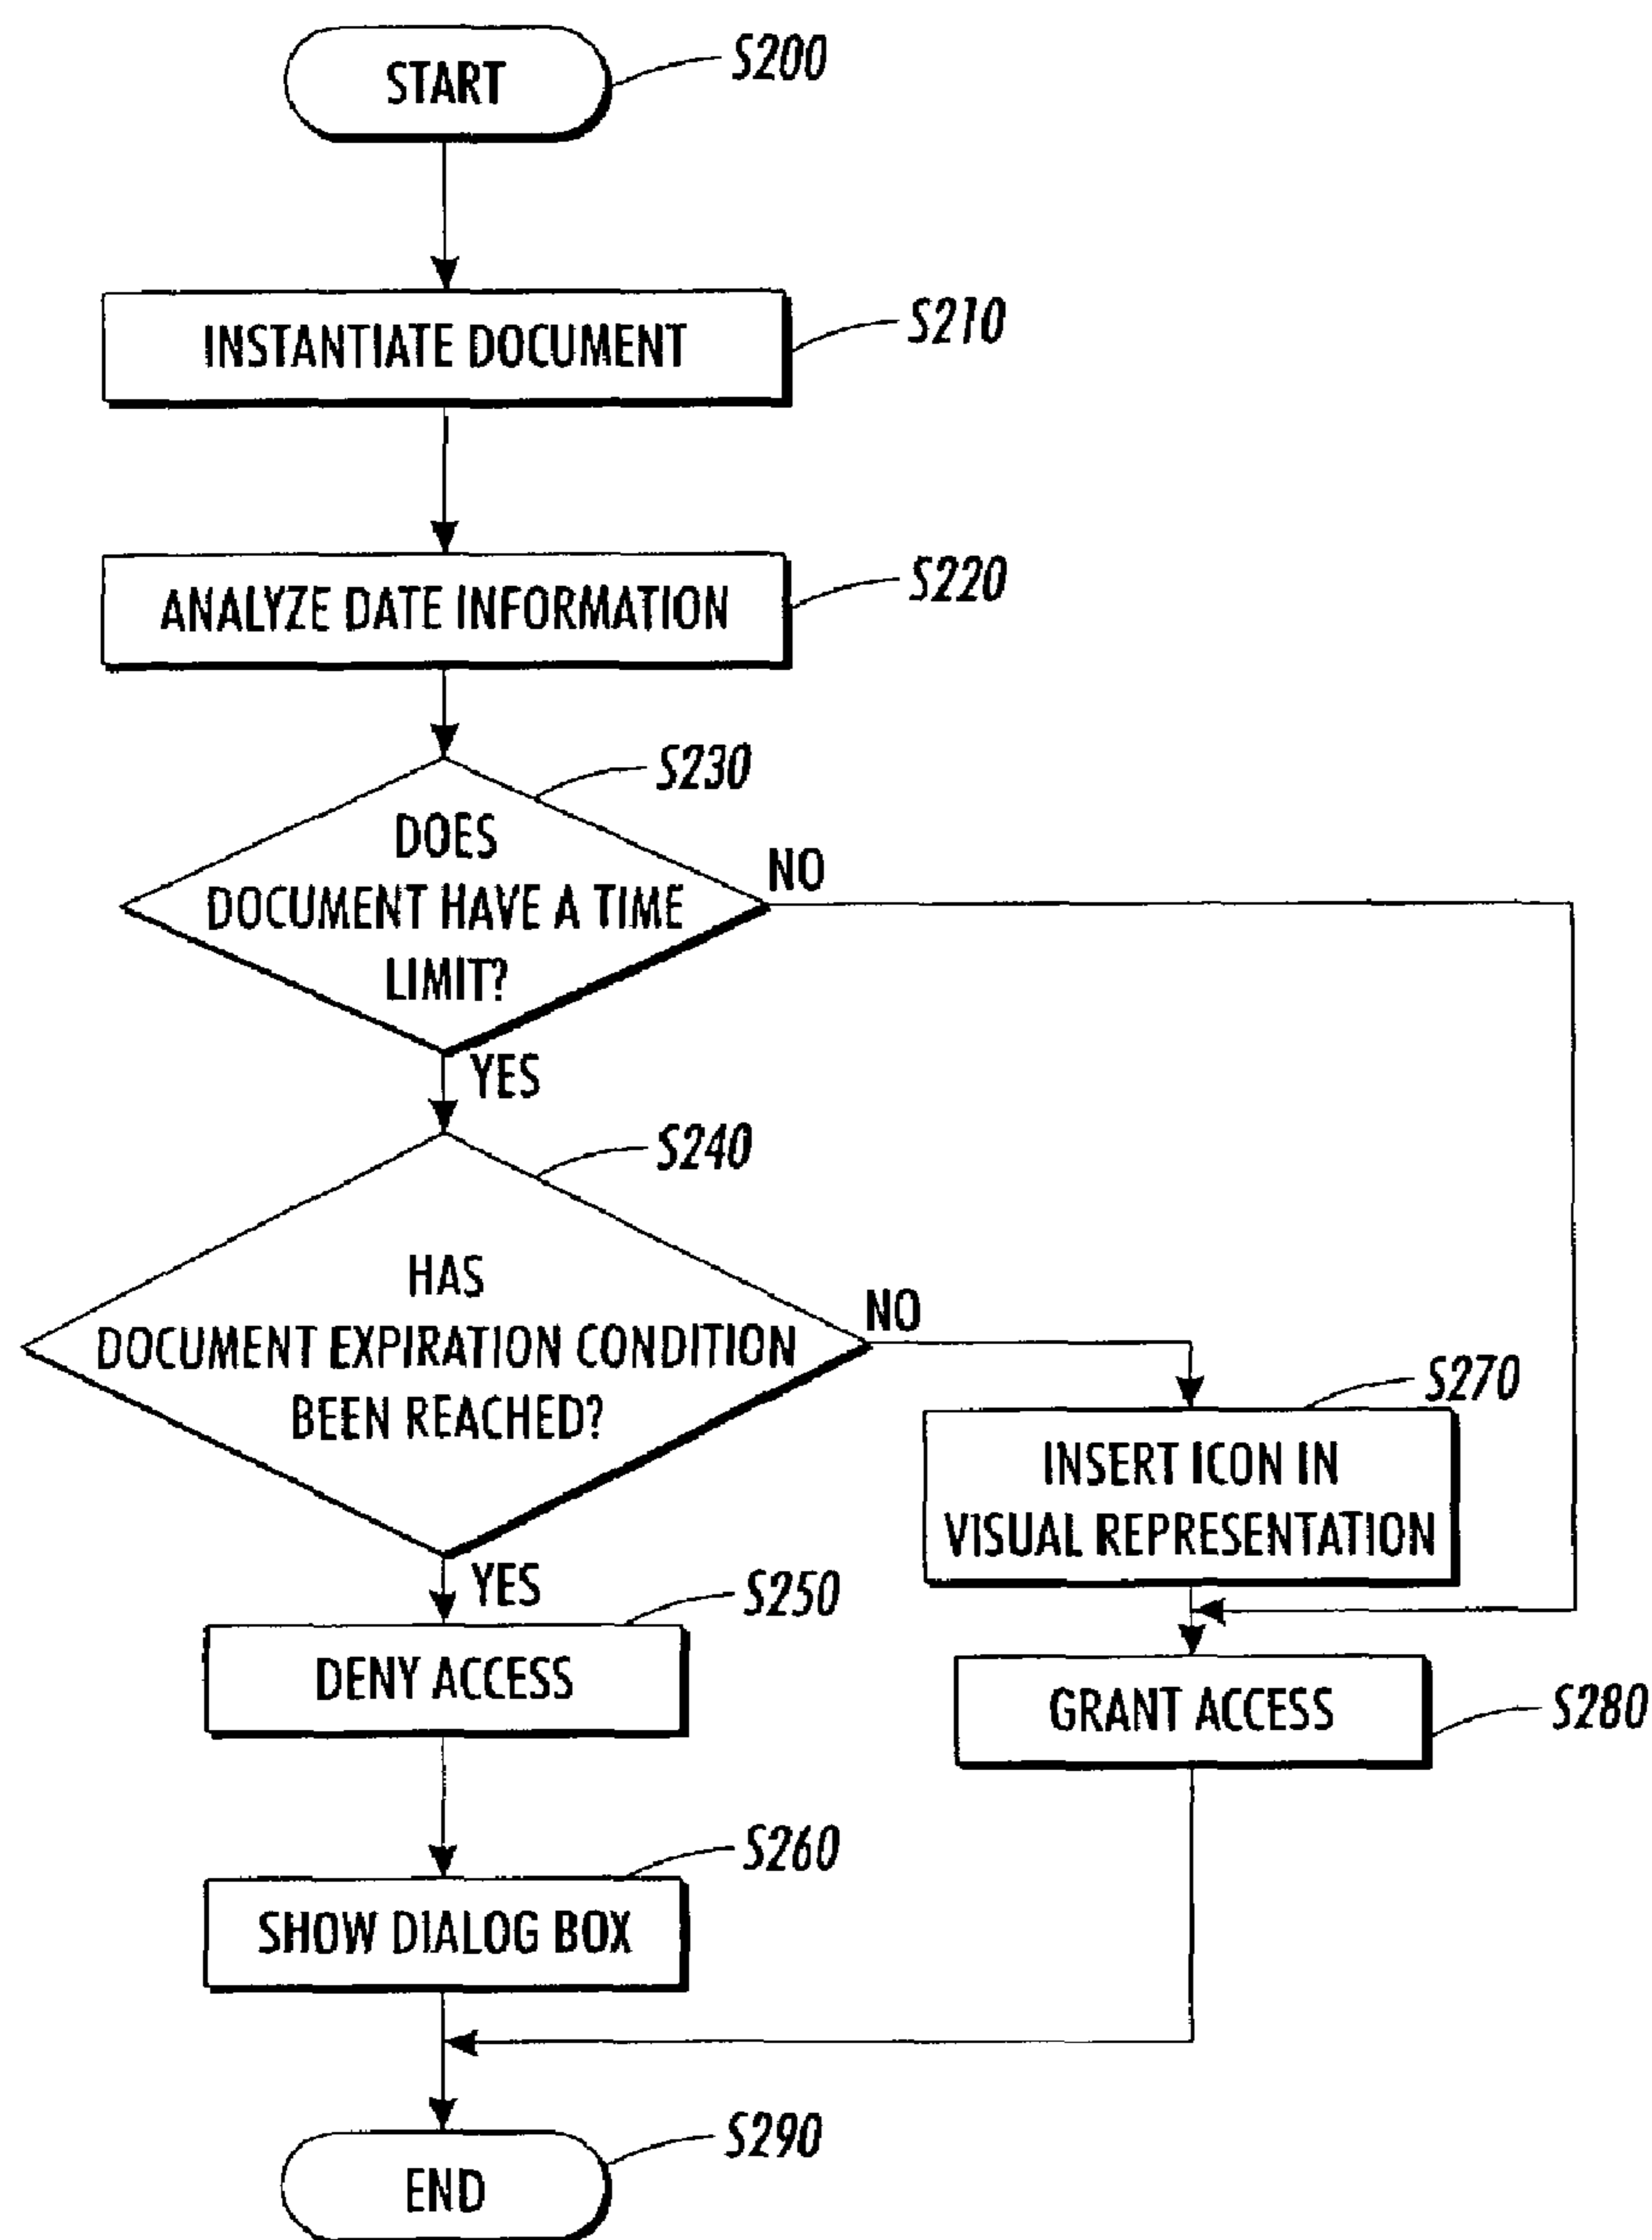 START
S200
INSTANTIATE DOCUMENT
S210
ANALYZE DATE INFORMATION
S220
S230
DOES
DOCUMENT HAVE A TIME
LIMIT?
NO
YES
S240
HAS
DOCUMENT EXPIRATION CONDITION
BEEN REACHED?
NO
YES
S270
INSERT ICON IN
VISUAL REPRESENTATION
S250
DENY ACCESS
GRANT ACCESS
S280
S260
SHOW DIALOG BOX
S290
END